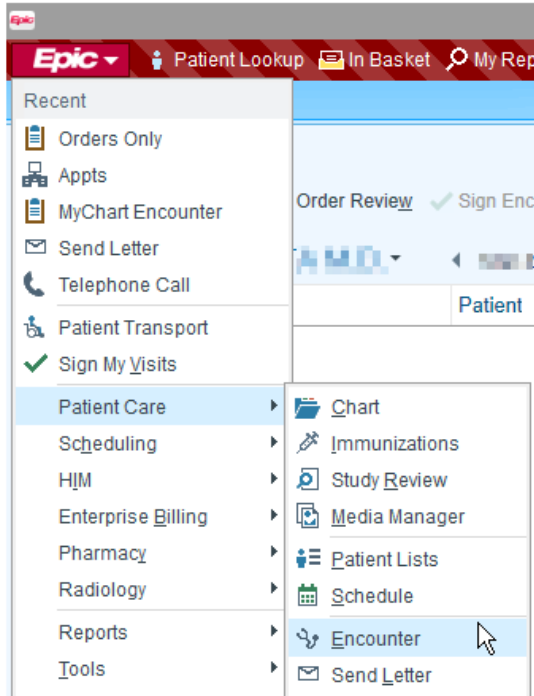 Epic
Epic Patient Lookup In Basket My Rep
Recent
Orders Only
Appts
MyChart Encounter
Send Letter
Telephone Call
Patient Transport
Sign My Visits
Patient Care
Scheduling
HIM
Enterprise Billing
Pharmacy
Radiology
Reports
Tools
Order Review Sign Enc
M.D.
Patient
Chart
Immunizations
Study Review
Media Manager
Patient Lists
Schedule
Encounter
Send Letter